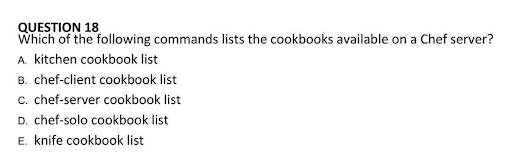 QUESTION 18
Which of the following commands lists the cookbooks available on a Chef server?
A. kitchen cookbook list
B. chef-client cookbook list
C. chef-server cookbook list
D. chef-solo cookbook list
E. knife cookbook list